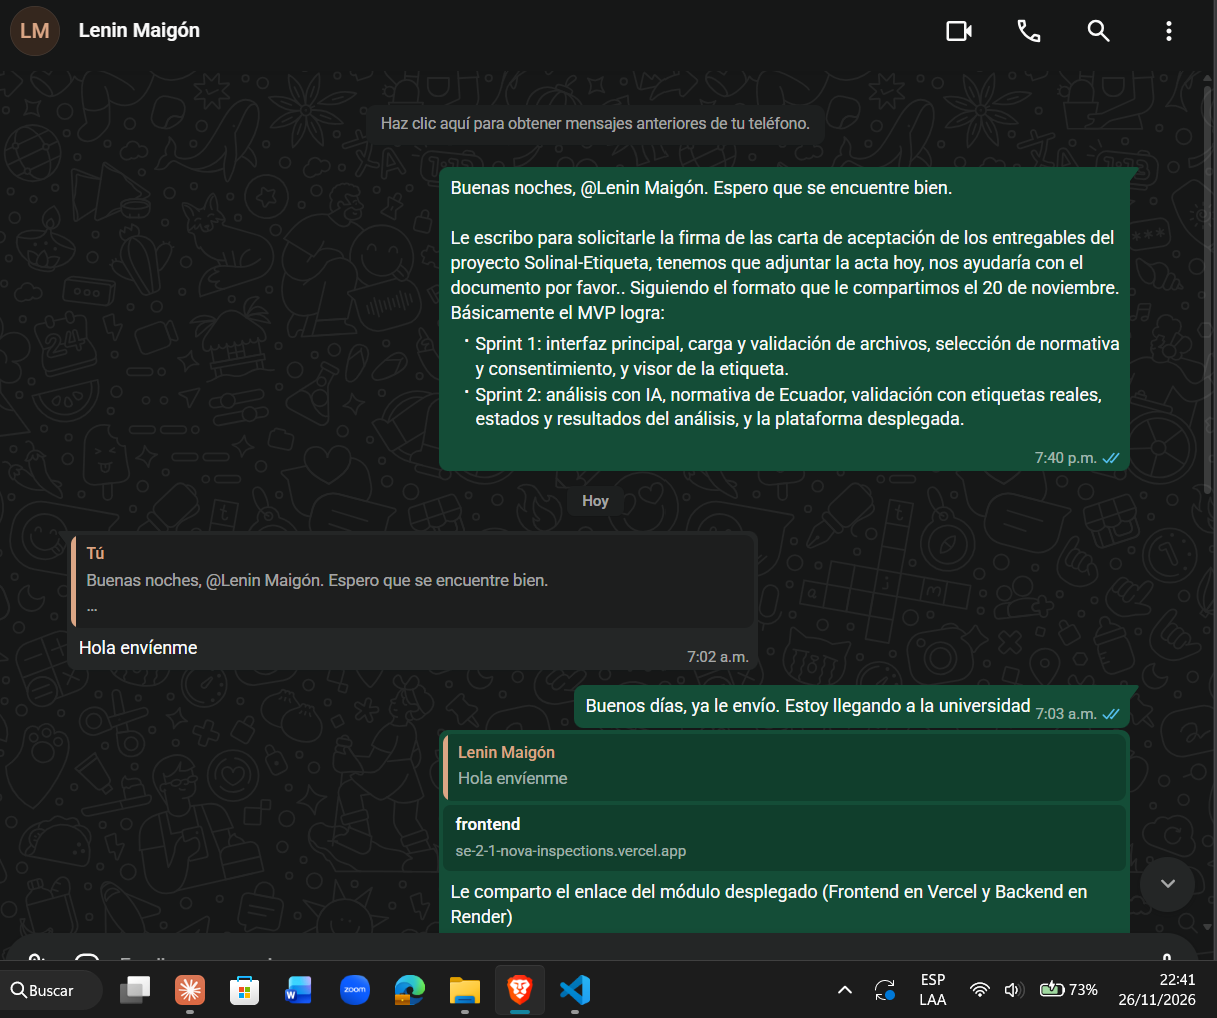 LM
Lenin Maigón
Haz clic aquí para obtener mensajes anteriores de tu teléfono.
Buenas noches, @Lenin Maigón. Espero que se encuentre bien.
Le escribo para solicitarle la firma de las carta de aceptación de los entregables del
proyecto Solinal-Etiqueta, tenemos que adjuntar la acta hoy, nos ayudaría con el
documento por favor.. Siguiendo el formato que le compartimos el 20 de noviembre.
Básicamente el MVP logra:
· Sprint 1: interfaz principal, carga y validación de archivos, selección de normativa
y consentimiento, y visor de la etiqueta.
· Sprint 2: análisis con IA, normativa de Ecuador, validación con etiquetas reales,
estados y resultados del análisis, y la plataforma desplegada.
7:40 p.m.
Hoy
Tú
Buenas noches, @Lenin Maigón. Espero que se encuentre bien.
...
Hola envíenme
7:02 a.m.
Buenos días, ya le envío. Estoy llegando a la universidad 7:03 a.m.
Lenin Maigón
Hola envíenme
frontend
se-2-1-nova-inspections.vercel.app
Le comparto el enlace del módulo desplegado (Frontend en Vercel y Backend en
Render)
Buscar
zoom
ESP
LAA
73%
22:41
26/11/2026